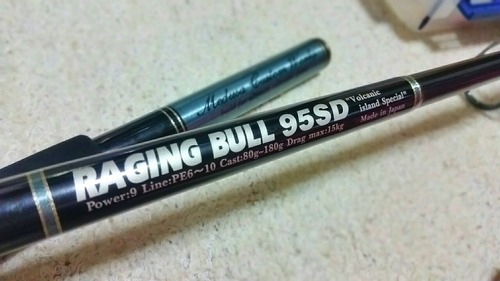 RAGING BULL 95SD
"Volcanic
island Special"
Power:9 Line:PE6～10 Cast:80g~180g Drag max:15kg
Made in Japan